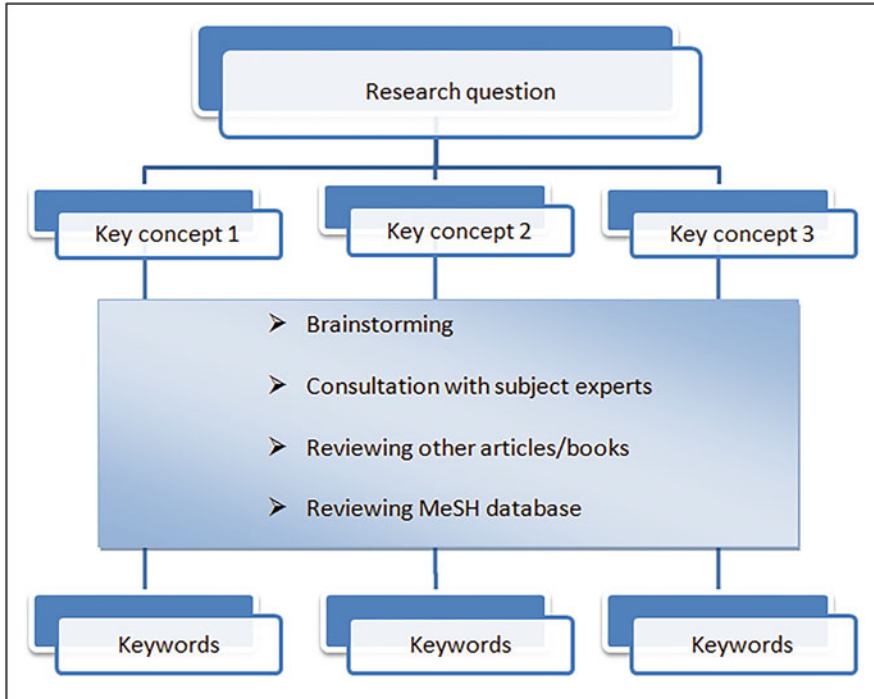 Research question
Key concept 1
Key concept 2
Key concept 3
➢ Brainstorming
➢ Consultation with subject experts
➢ Reviewing other articles/books
➢ Reviewing MeSH database
Keywords
Keywords
Keywords